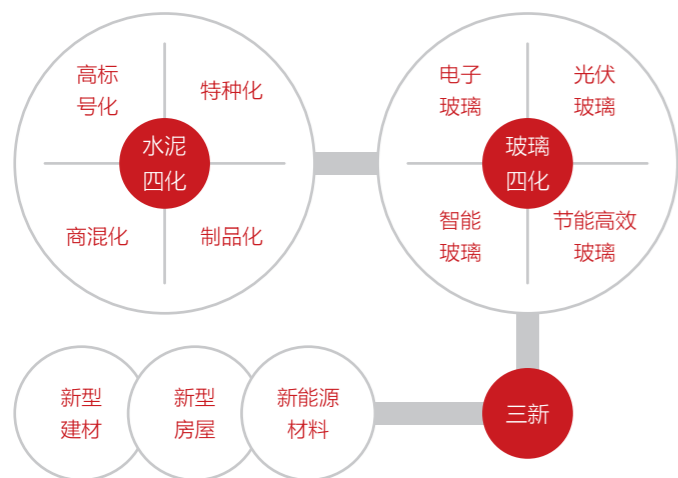 高标
号化
特种化
水泥
四化
商混化
制品化
电子
玻璃
光伏
玻璃
玻璃
四化
智能
玻璃
节能高效
玻璃
新型
建材
新型
房屋
新能源
材料
三新